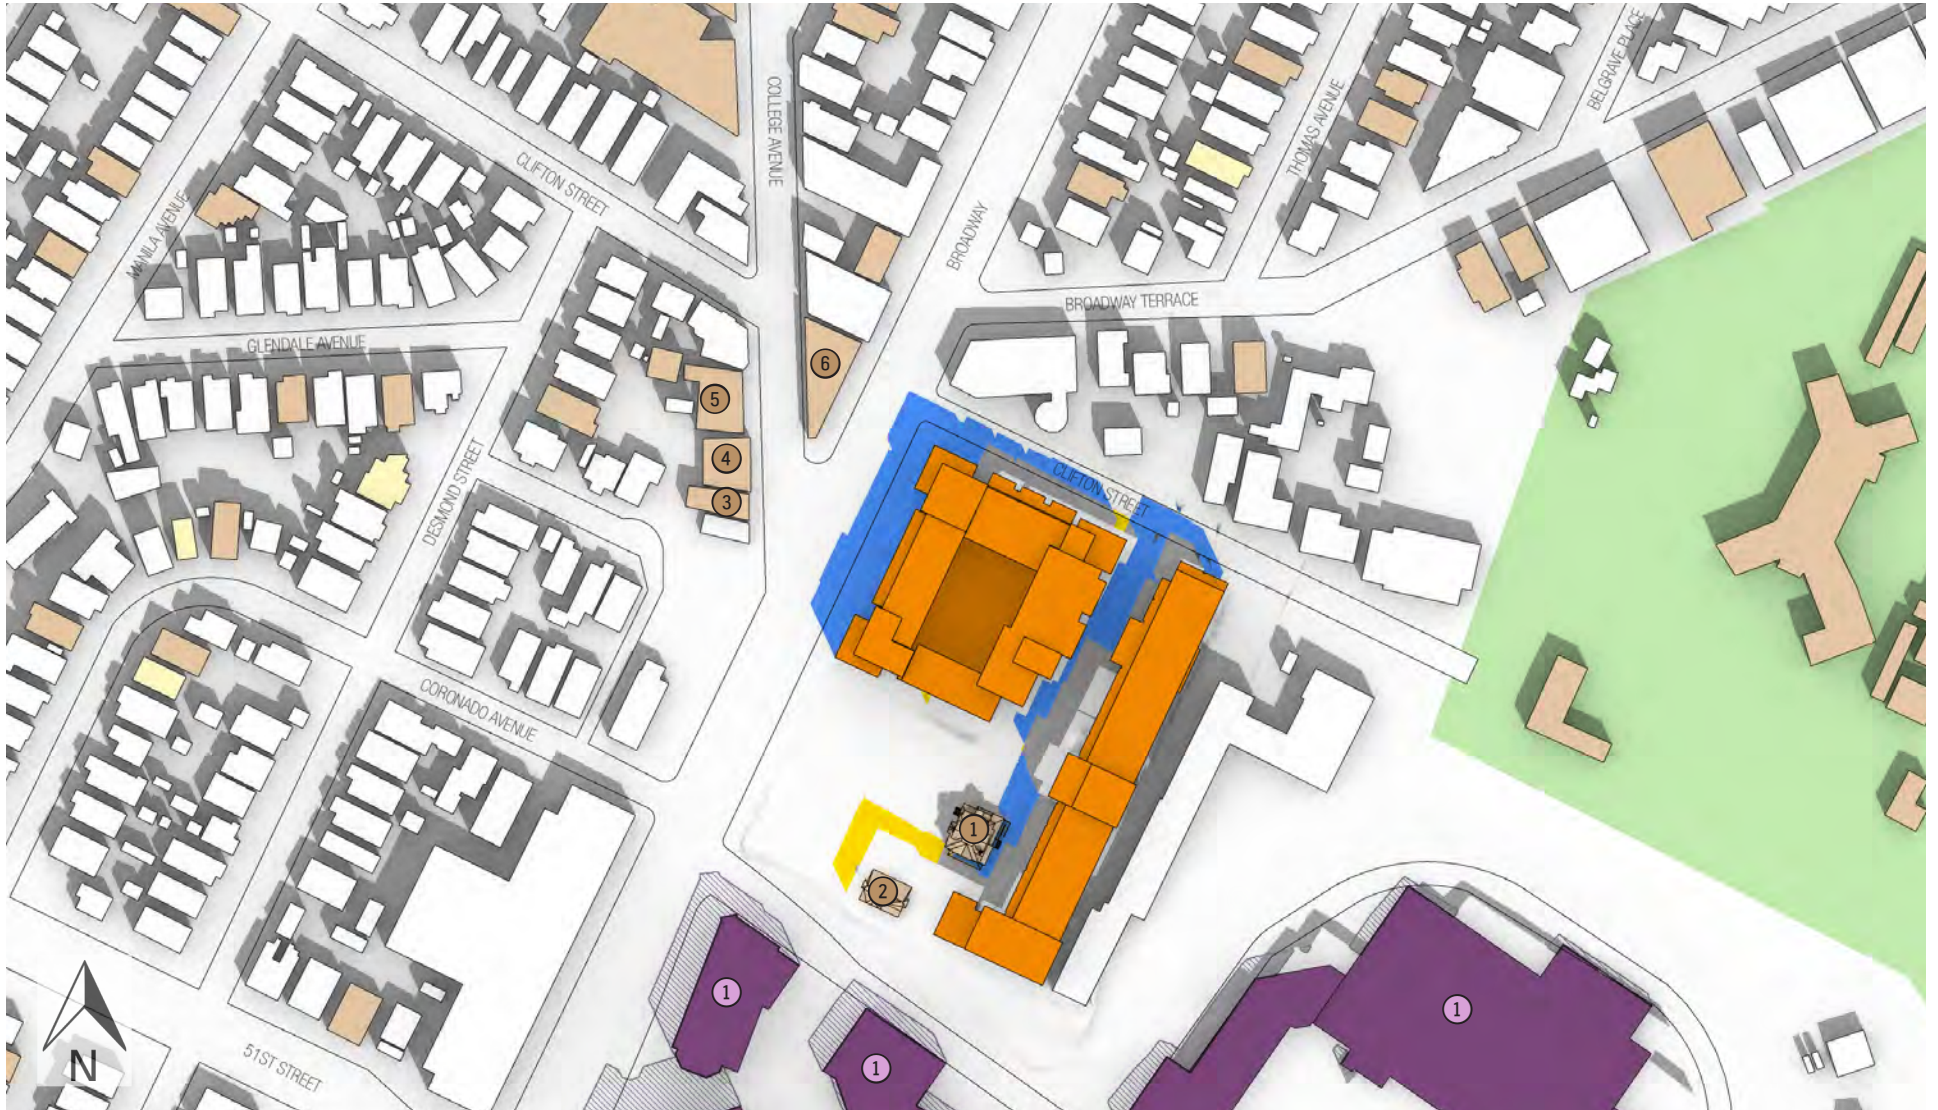 COLLEGE AVENUE
BELGRAVE PLACE
THOMAS AVENUE
CLIFTON STREET
MANILA AVENUE
BROADWAY
BROADWAY TERRACE
GLENDALE AVENUE
6
5
4
3
DESMOND STREET
CLIFTON STREET
CORONADO AVENUE
1
2
1
1
1
N
51ST STREET